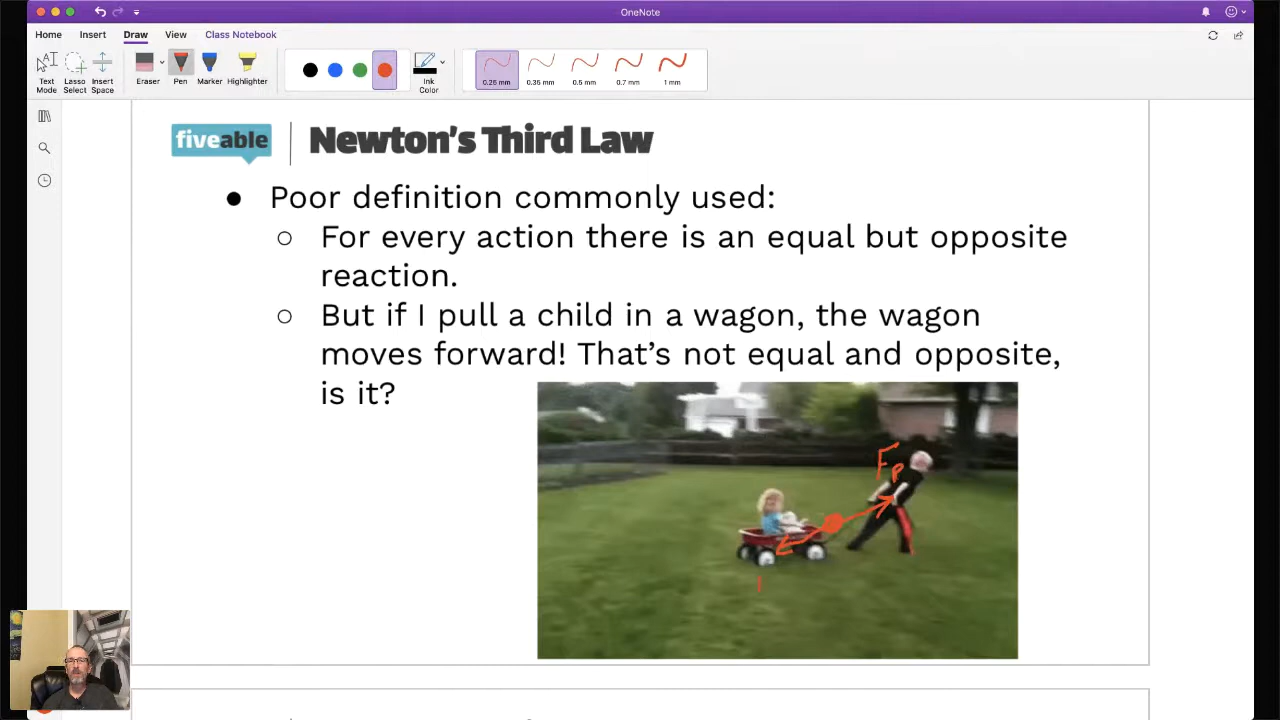 OneNote
Home Insert Draw View Class Notebook
Text Mode Lasso Select Insert Space Eraser Pen Marker Highlighter Ink Color 0.25 mm 0.35 mm 0.5 mm 0.7 mm 1 mm
fiveable Newton's Third Law
● Poor definition commonly used:
○ For every action there is an equal but opposite
reaction.
○ But if I pull a child in a wagon, the wagon
moves forward! That's not equal and opposite,
is it?
Fp